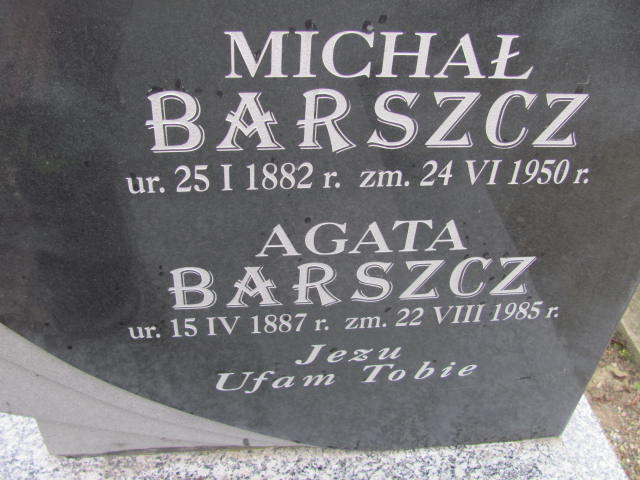 MICHAŁ
BARSZCZ
ur. 25 I 1882 r. zm. 24 VI 1950 r.
AGATA
BARSZCZ
ur. 15 IV 1887 r. zm. 22 VIII 1985 r.
Jezu
Ufam Tobie